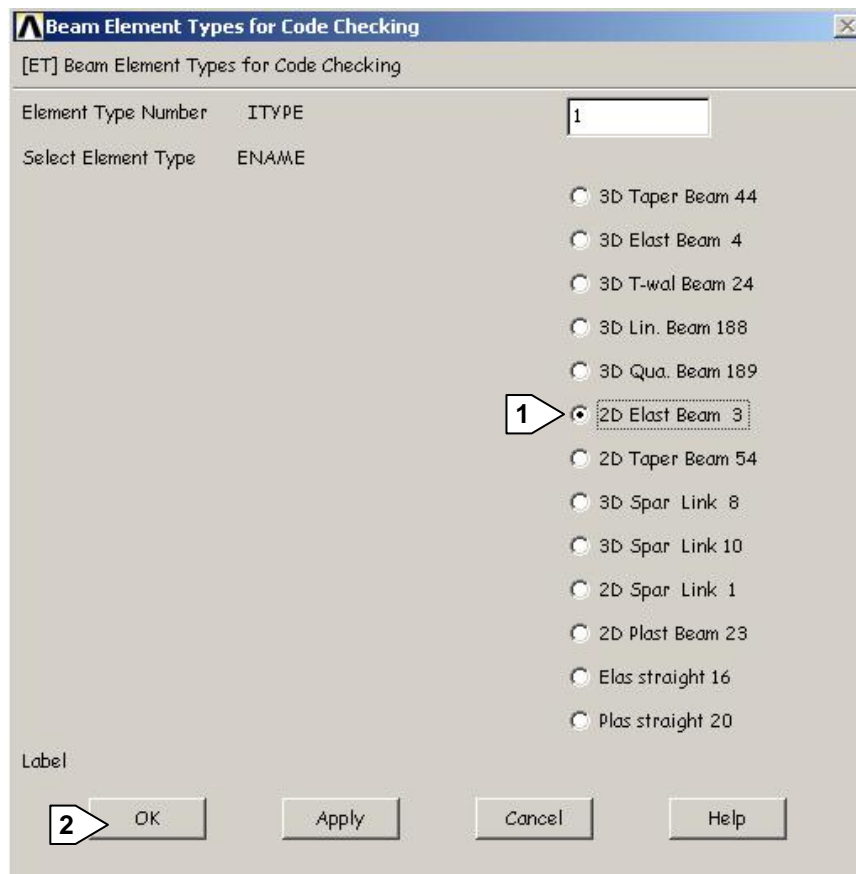 Beam Element Types for Code Checking
[ET] Beam Element Types for Code Checking
Element Type Number ITYPE 1
Select Element Type ENAME
3D Taper Beam 44
3D Elast Beam 4
3D T-wal Beam 24
3D Lin. Beam 188
3D Qua. Beam 189
1 2D Elast Beam 3
2D Taper Beam 54
3D Spar Link 8
3D Spar Link 10
2D Spar Link 1
2D Plast Beam 23
Elas straight 16
Plas straight 20
Label
2 OK Apply Cancel Help